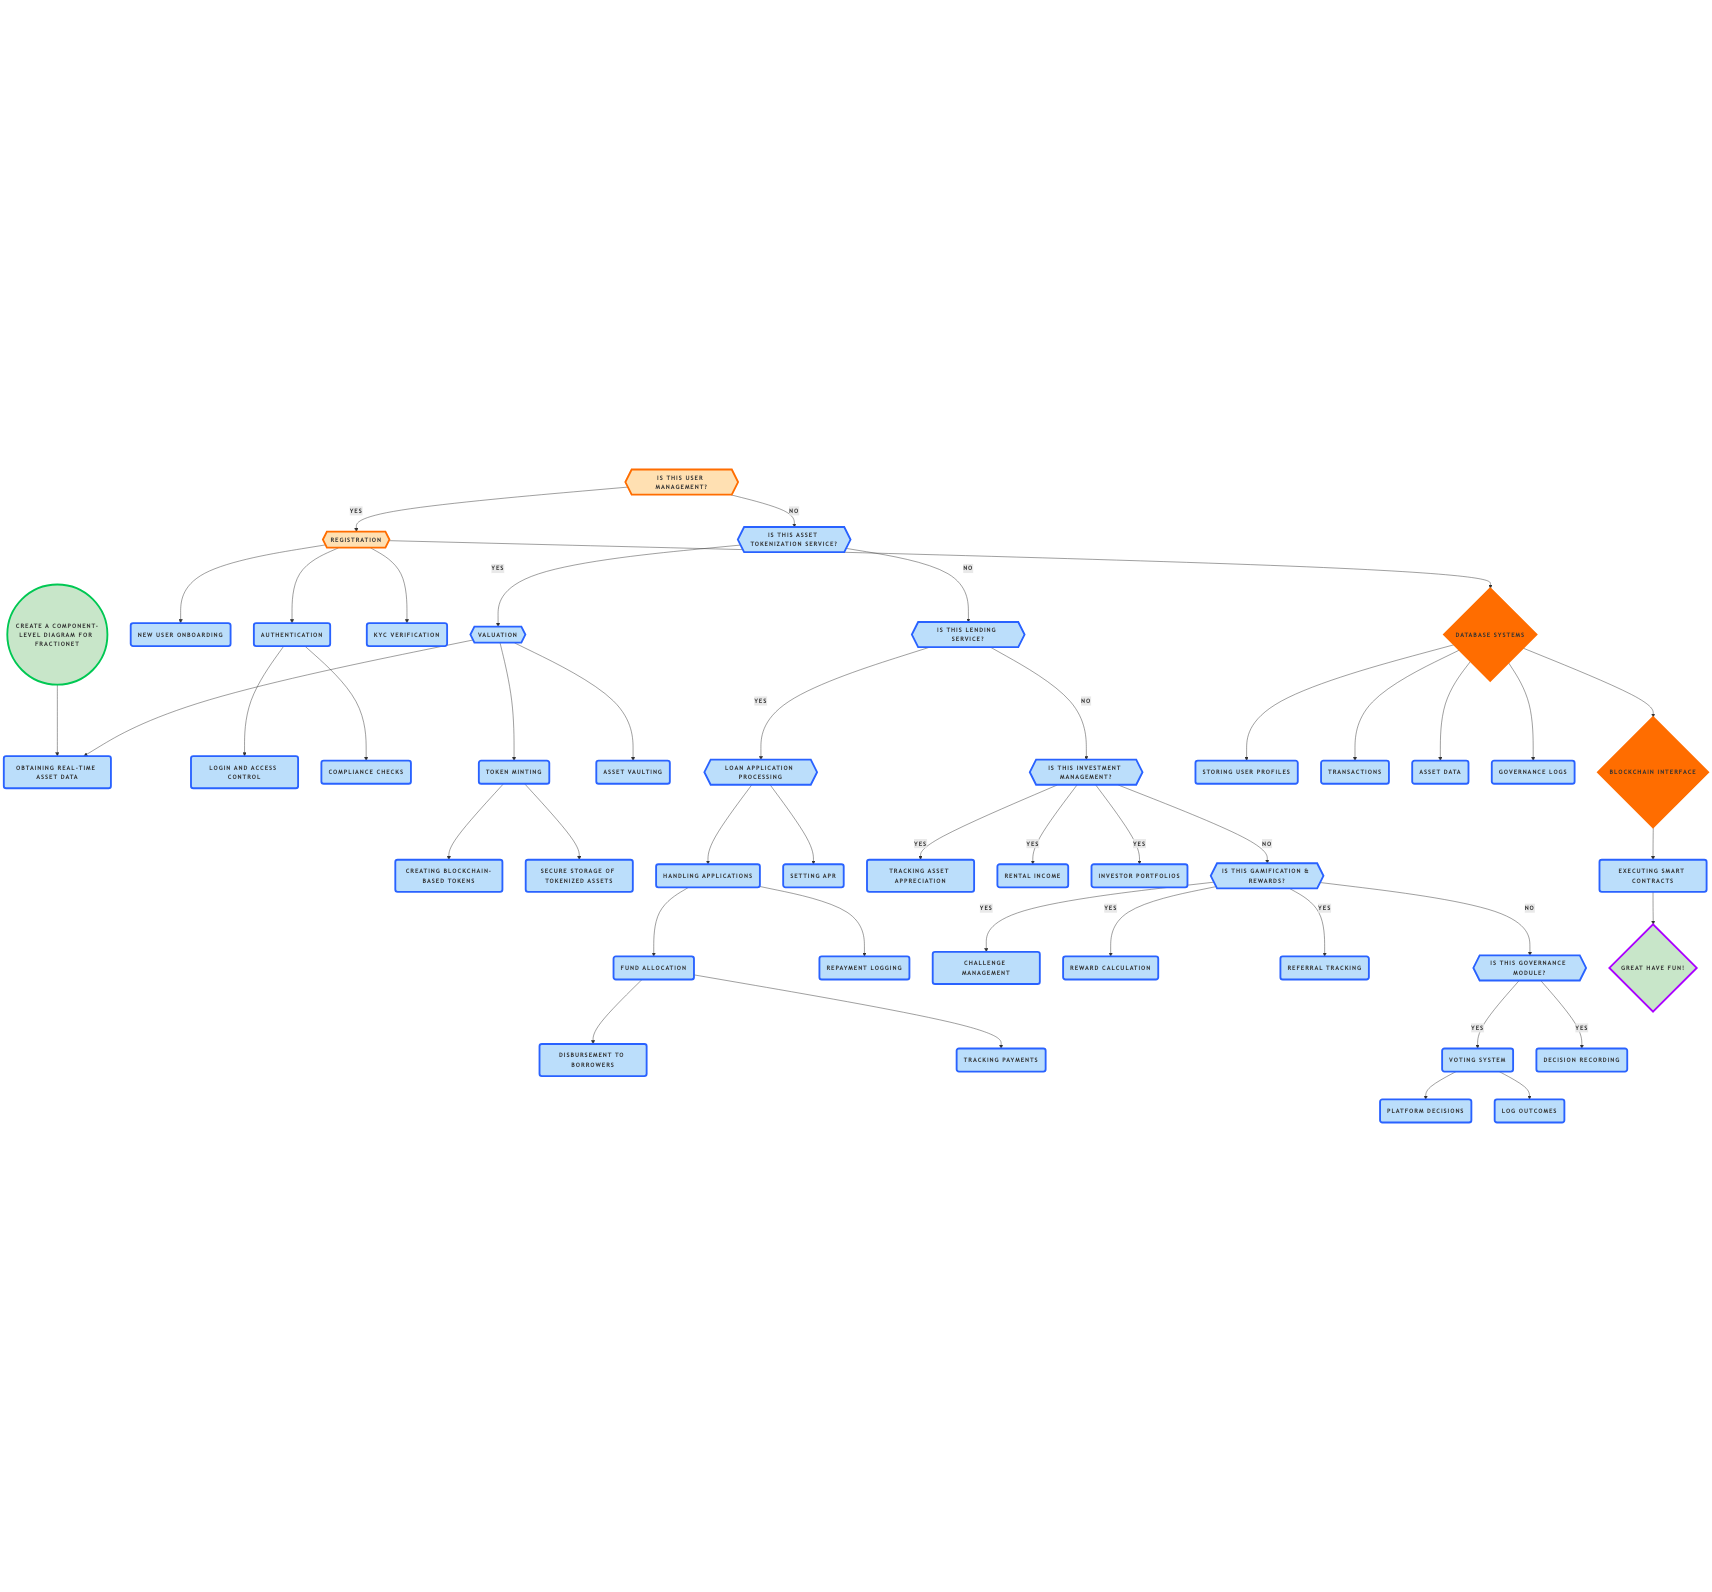 IS THIS USER
MANAGEMENT?
YES
NO
REGISTRATION
IS THIS ASSET
TOKENIZATION SERVICE?
YES
NO
CREATE A COMPONENT-
LEVEL DIAGRAM FOR
FRACTIONET
NEW USER ONBOARDING
AUTHENTICATION
KYC VERIFICATION
VALUATION
IS THIS LENDING
SERVICE?
DATABASE SYSTEMS
YES
NO
OBTAINING REAL-TIME
ASSET DATA
LOGIN AND ACCESS
CONTROL
COMPLIANCE CHECKS
TOKEN MINTING
ASSET VAULTING
LOAN APPLICATION
PROCESSING
IS THIS INVESTMENT
MANAGEMENT?
STORING USER PROFILES
TRANSACTIONS
ASSET DATA
GOVERNANCE LOGS
BLOCKCHAIN INTERFACE
YES
YES
YES
NO
CREATING BLOCKCHAIN-
BASED TOKENS
SECURE STORAGE OF
TOKENIZED ASSETS
HANDLING APPLICATIONS
SETTING APR
TRACKING ASSET
APPRECIATION
RENTAL INCOME
INVESTOR PORTFOLIOS
IS THIS GAMIFICATION &
REWARDS?
EXECUTING SMART
CONTRACTS
YES
YES
YES
NO
FUND ALLOCATION
REPAYMENT LOGGING
CHALLENGE
MANAGEMENT
REWARD CALCULATION
REFERRAL TRACKING
IS THIS GOVERNANCE
MODULE?
GREAT HAVE FUN!
YES
YES
DISBURSEMENT TO
BORROWERS
TRACKING PAYMENTS
VOTING SYSTEM
DECISION RECORDING
PLATFORM DECISIONS
LOG OUTCOMES